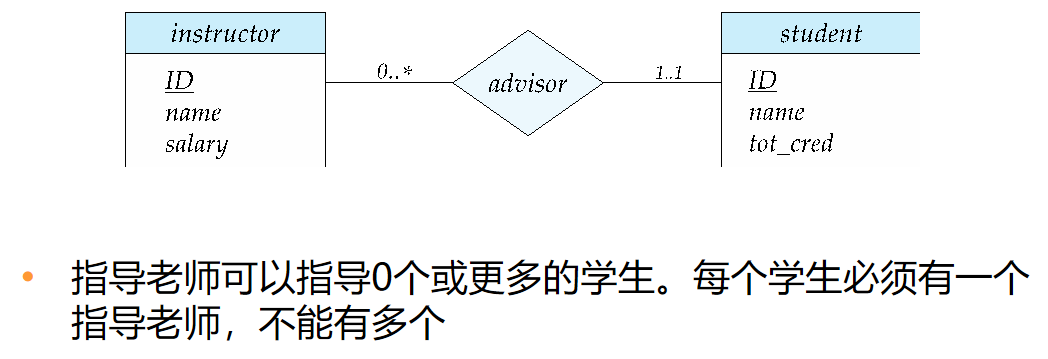 instructor
student
0..*
advisor
1..1
ID
name
salary
ID
name
tot_cred
指导老师可以指导0个或更多的学生。每个学生必须有一个
指导老师，不能有多个